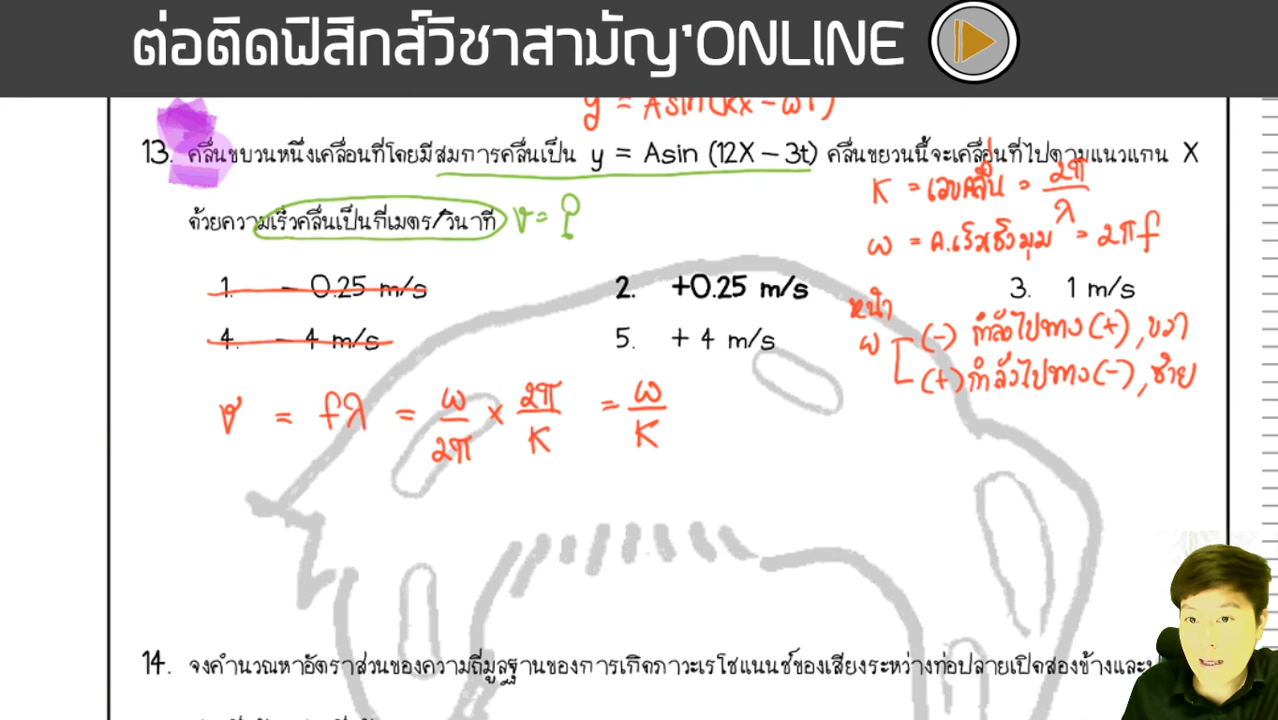 ต่อติดฟิสิกส์วิชาสามัญ'ONLINE
y = Asin(kx - ωt)
13. คลื่นขบวนหนึ่งเคลื่อนที่โดยมีสมการคลื่นเป็น y = Asin (12X - 3t) คลื่นขยวนนี้จะเคลื่อนที่ไปตามแนวแกน X
K = เลขคลื่น = 2π/λ
ด้วยความเร็วคลื่นเป็นกี่เมตร/วินาที v = ?
ω = ค.เร็วเชิงมุม = 2πf
1. - 0.25 m/s 2. +0.25 m/s 3. 1 m/s
หน้า ω (-) กำลังไปทาง (+), ขวา
4. - 4 m/s 5. + 4 m/s
(+) กำลังไปทาง (-), ซ้าย
v = fλ = ω/2π × 2π/K = ω/K
14. จงคำนวณหาอัตราส่วนของความถี่มูลฐานของการเกิดภาวะเรโซแนนซ์ของเสียงระหว่างท่อปลายเปิดสองข้างและ